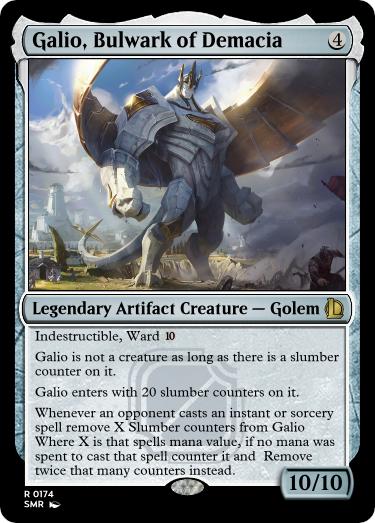 Galio, Bulwark of Demacia 4
Legendary Artifact Creature — Golem
Indestructible, Ward 10
Galio is not a creature as long as there is a slumber
counter on it.
Galio enters with 20 slumber counters on it.
Whenever an opponent casts an instant or sorcery
spell remove X Slumber counters from Galio
Where X is that spells mana value, if no mana was
spent to cast that spell counter it and Remove
twice that many counters instead.
10/10
R 0174
SMR